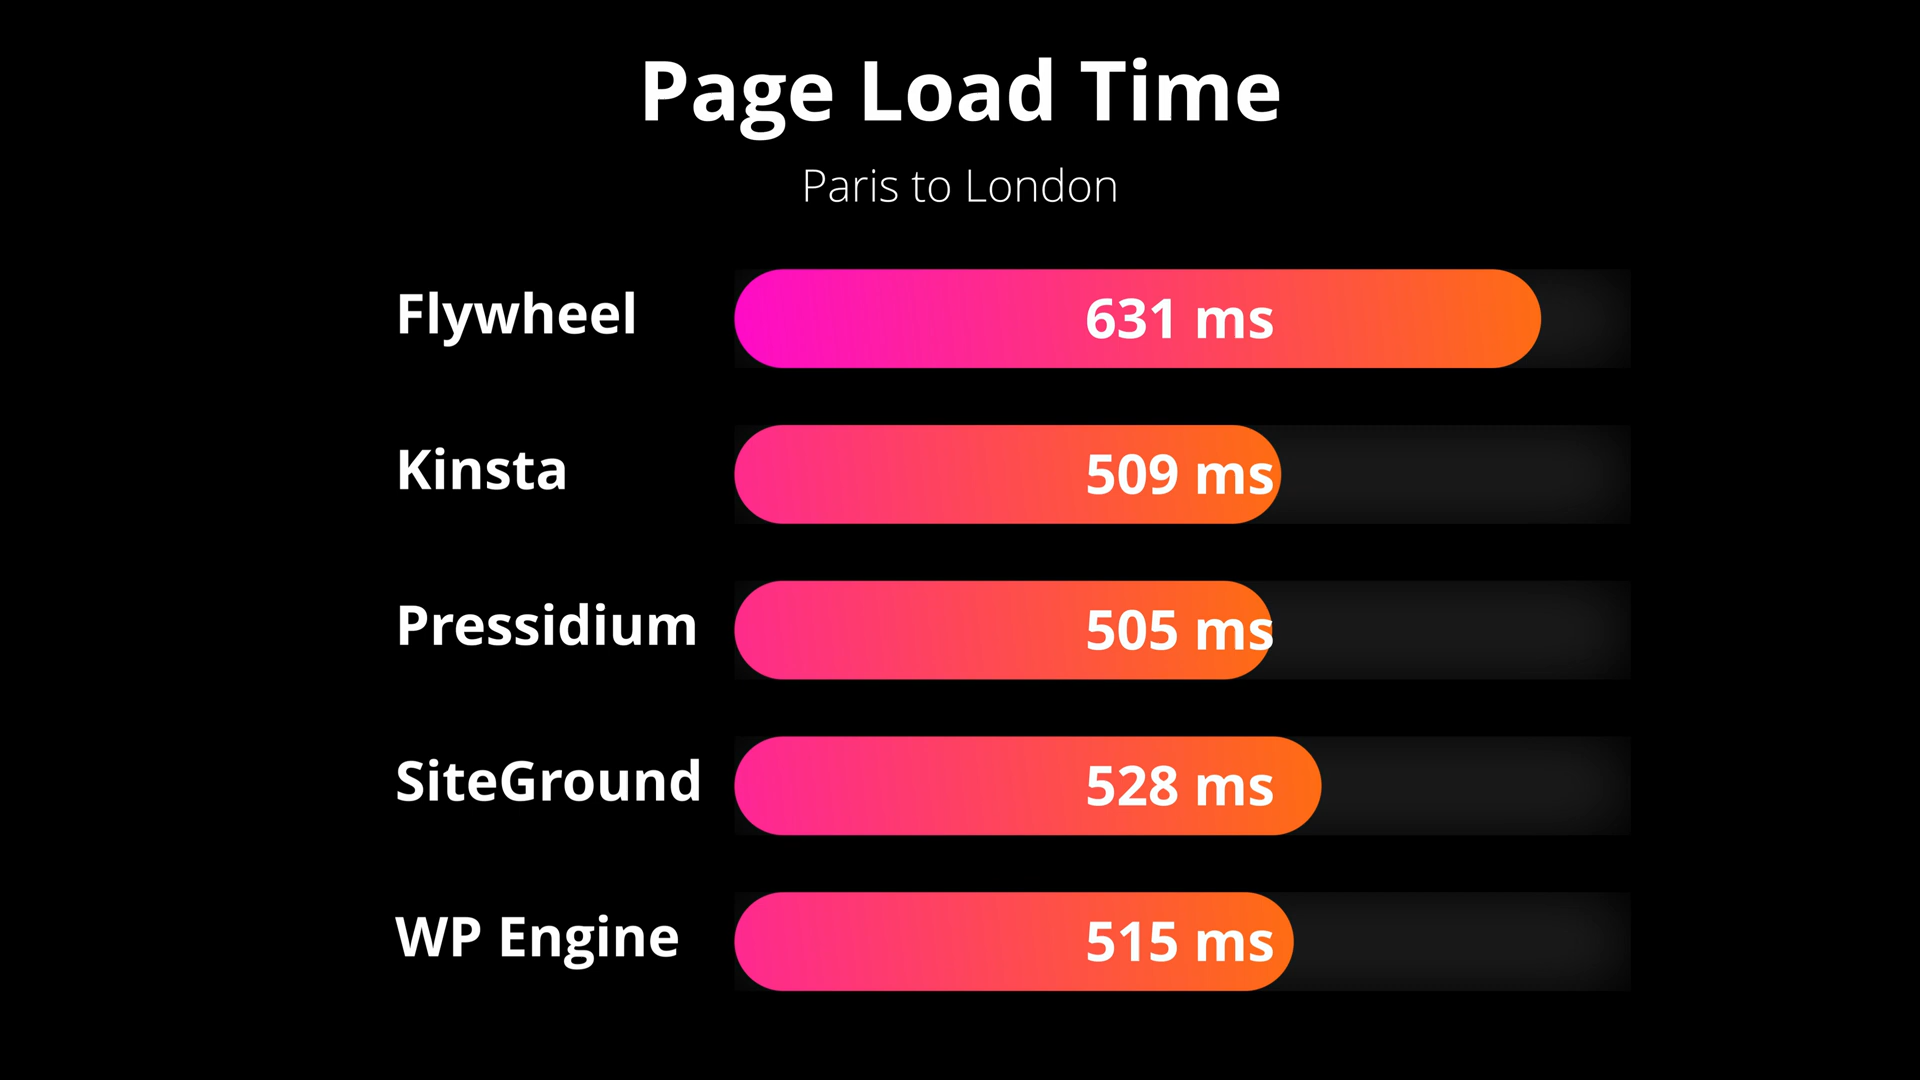 Page Load Time
Paris to London
Flywheel 631 ms
Kinsta 509 ms
Pressidium 505 ms
SiteGround 528 ms
WP Engine 515 ms